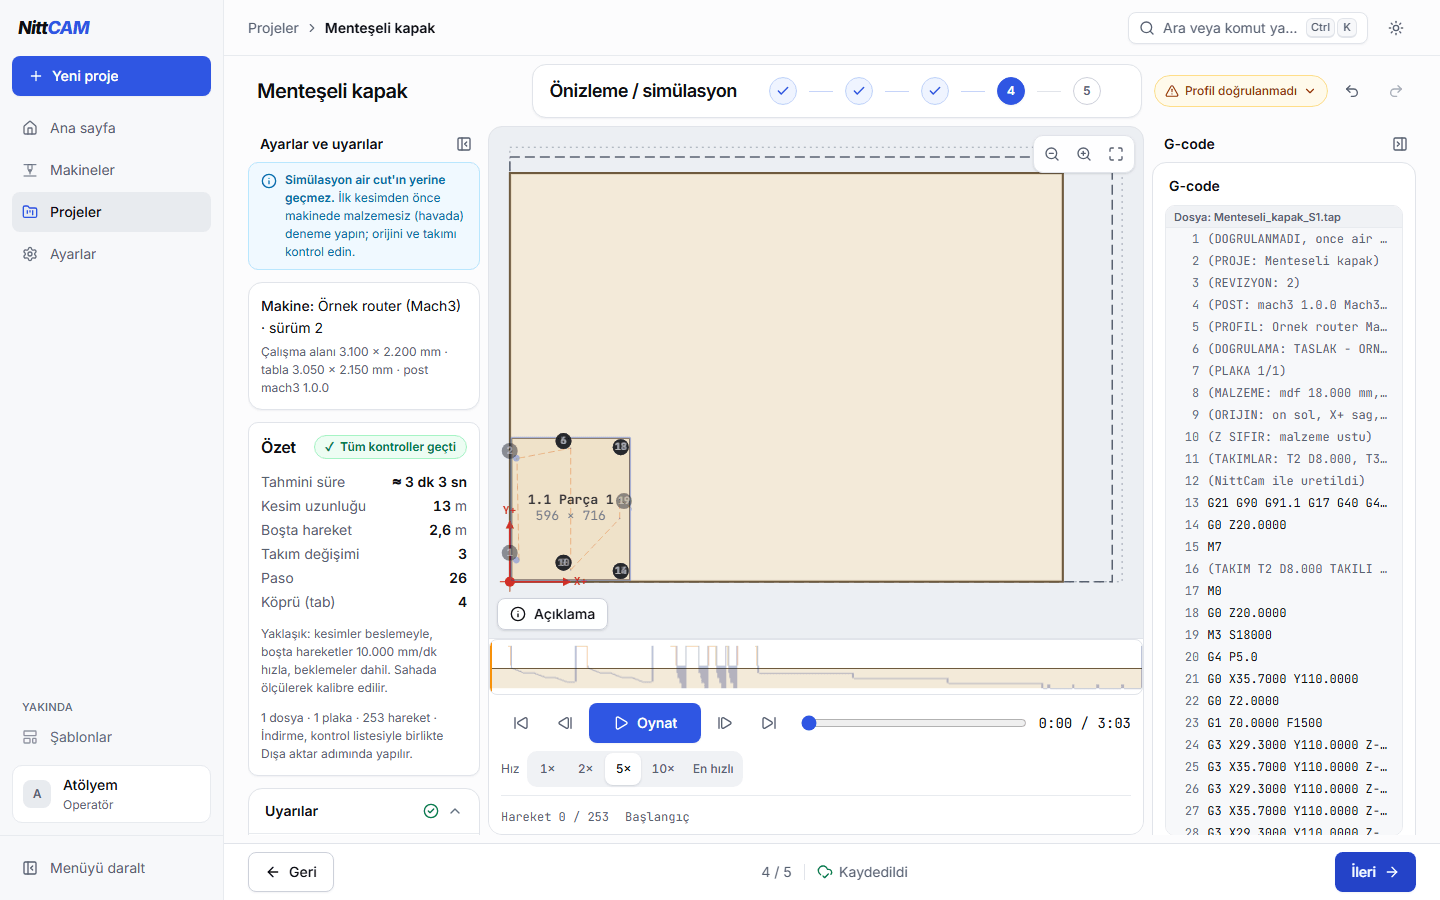 NittCAM
Yeni proje
Ana sayfa
Makineler
Projeler
Ayarlar
YAKINDA
Şablonlar
A
Atölyem
Operatör
Menüyü daralt
Projeler > Menteşeli kapak
Ara veya komut ya... Ctrl K
Menteşeli kapak
Önizleme / simülasyon
4
5
Profil doğrulanmadı
Ayarlar ve uyarılar
Simülasyon air cut'ın yerine
geçmez. İlk kesimden önce
makinede malzemesiz (havada)
deneme yapın; orijini ve takımı
kontrol edin.
Makine: Örnek router (Mach3)
· sürüm 2
Çalışma alanı 3.100 × 2.200 mm ·
tabla 3.050 × 2.150 mm · post
mach3 1.0.0
Özet
✓ Tüm kontroller geçti
Tahmini süre ≈ 3 dk 3 sn
Kesim uzunluğu 13 m
Boşta hareket 2,6 m
Takım değişimi 3
Paso 26
Köprü (tab) 4
Yaklaşık: kesimler beslemeyle,
boşta hareketler 10.000 mm/dk
hızla, beklemeler dahil. Sahada
ölçülerek kalibre edilir.
1 dosya · 1 plaka · 253 hareket ·
İndirme, kontrol listesiyle birlikte
Dışa aktar adımında yapılır.
Uyarılar
6
1.1 Parça 1
596 × 716
Açıklama
Oynat
0:00 / 3:03
Hız 1× 2× 5× 10× En hızlı
Hareket 0 / 253 Başlangıç
G-code
G-code
Dosya: Menteseli_kapak_S1.tap
1 (DOGRULANMADI, once air …
2 (PROJE: Menteseli kapak)
3 (REVIZYON: 2)
4 (POST: mach3 1.0.0 Mach3…
5 (PROFIL: Ornek router Ma…
6 (DOGRULAMA: TASLAK - ORN…
7 (PLAKA 1/1)
8 (MALZEME: mdf 18.000 mm,…
9 (ORIJIN: on sol, X+ sag,…
10 (Z SIFIR: malzeme ustu)
11 (TAKIMLAR: T2 D8.000, T3…
12 (NittCam ile uretildi)
13 G21 G90 G91.1 G17 G40 G4…
14 G0 Z20.0000
15 M7
16 (TAKIM T2 D8.000 TAKILI …
17 M0
18 G0 Z20.0000
19 M3 S18000
20 G4 P5.0
21 G0 X35.7000 Y110.0000
22 G0 Z2.0000
23 G1 Z0.0000 F1500
24 G3 X29.3000 Y110.0000 Z-…
25 G3 X35.7000 Y110.0000 Z-…
26 G3 X29.3000 Y110.0000 Z-…
27 G3 X35.7000 Y110.0000 Z-…
28 G3 X29.3000 Y110.0000 Z-…
Geri
4 / 5
Kaydedildi
İleri